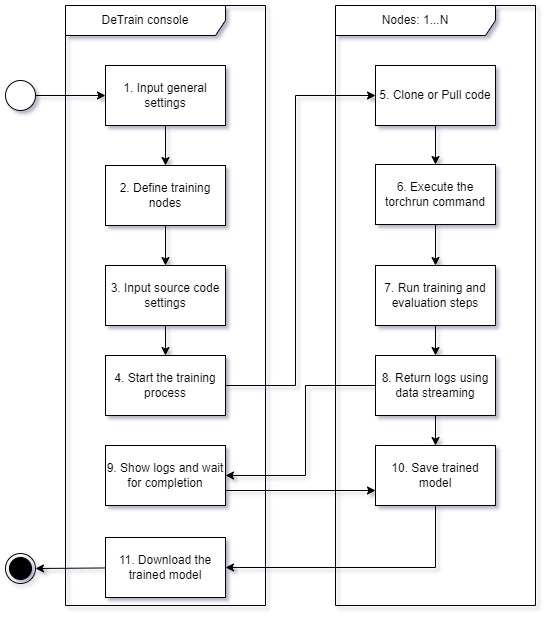 DeTrain console
Nodes: 1...N
1. Input general
settings
2. Define training
nodes
3. Input source code
settings
4. Start the training
process
5. Clone or Pull code
6. Execute the
torchrun command
7. Run training and
evaluation steps
8. Return logs using
data streaming
9. Show logs and wait
for completion
10. Save trained
model
11. Download the
trained model